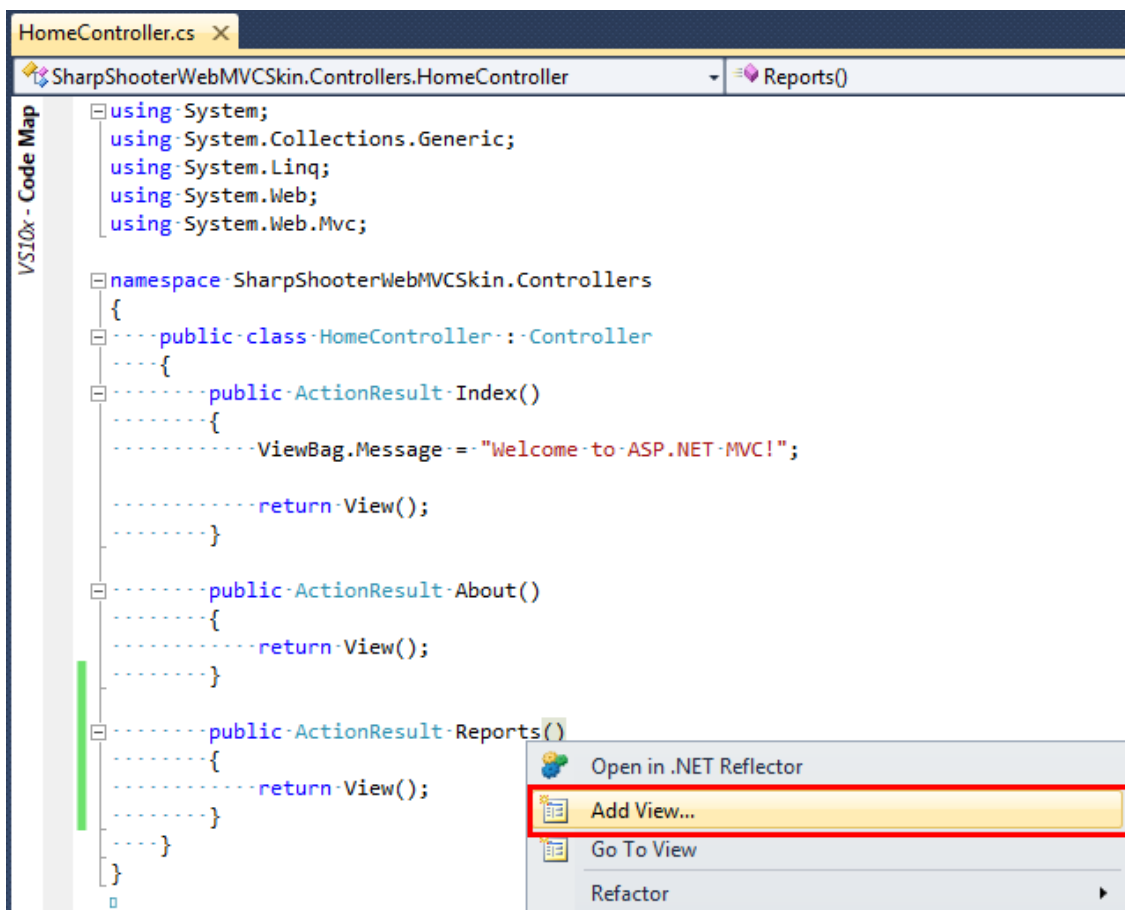 HomeController.cs
SharpShooterWebMVCSkin.Controllers.HomeController Reports()
VS10x - Code Map
using System;
using System.Collections.Generic;
using System.Linq;
using System.Web;
using System.Web.Mvc;
namespace SharpShooterWebMVCSkin.Controllers
{
public class HomeController : Controller
{
public ActionResult Index()
{
ViewBag.Message = "Welcome to ASP.NET MVC!";
return View();
}
public ActionResult About()
{
return View();
}
public ActionResult Reports()
{
return View();
}
}
}
Open in .NET Reflector
Add View...
Go To View
Refactor